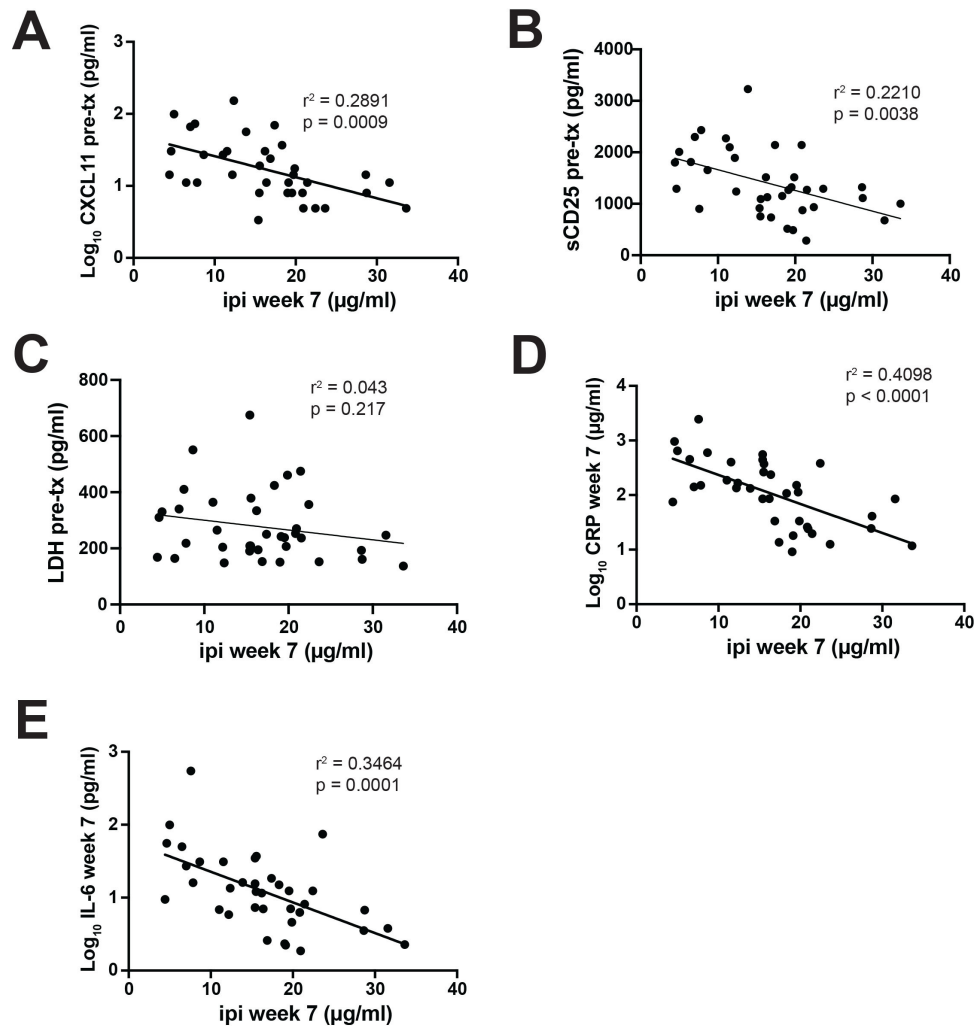 A
Log10 CXCL11 pre-tx (pg/ml)
3
2
1
0
r² = 0.2891
p = 0.0009
0 10 20 30 40
ipi week 7 (µg/ml)
B
sCD25 pre-tx (pg/ml)
4000
3000
2000
1000
0
r² = 0.2210
p = 0.0038
0 10 20 30 40
ipi week 7 (µg/ml)
C
LDH pre-tx (pg/ml)
800
600
400
200
0
r² = 0.043
p = 0.217
0 10 20 30 40
ipi week 7 (µg/ml)
D
Log10 CRP week 7 (µg/ml)
4
3
2
1
0
r² = 0.4098
p < 0.0001
0 10 20 30 40
ipi week 7 (µg/ml)
E
Log10 IL-6 week 7 (pg/ml)
3
2
1
0
r² = 0.3464
p = 0.0001
0 10 20 30 40
ipi week 7 (µg/ml)